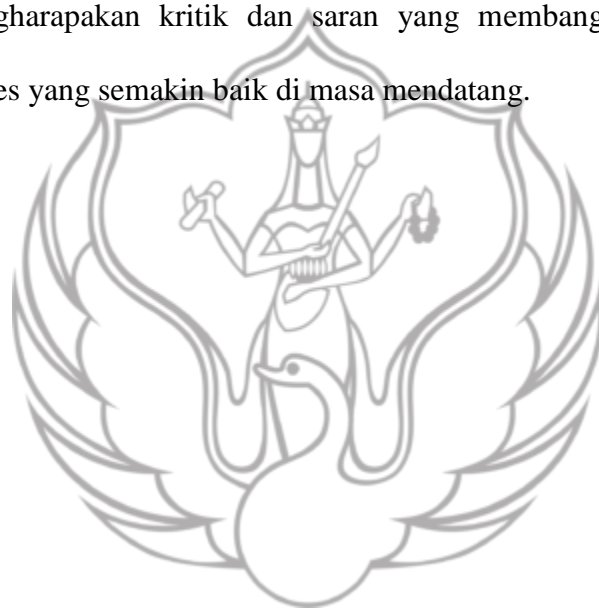 gharapakan kritik dan saran yang membang
es yang semakin baik di masa mendatang.